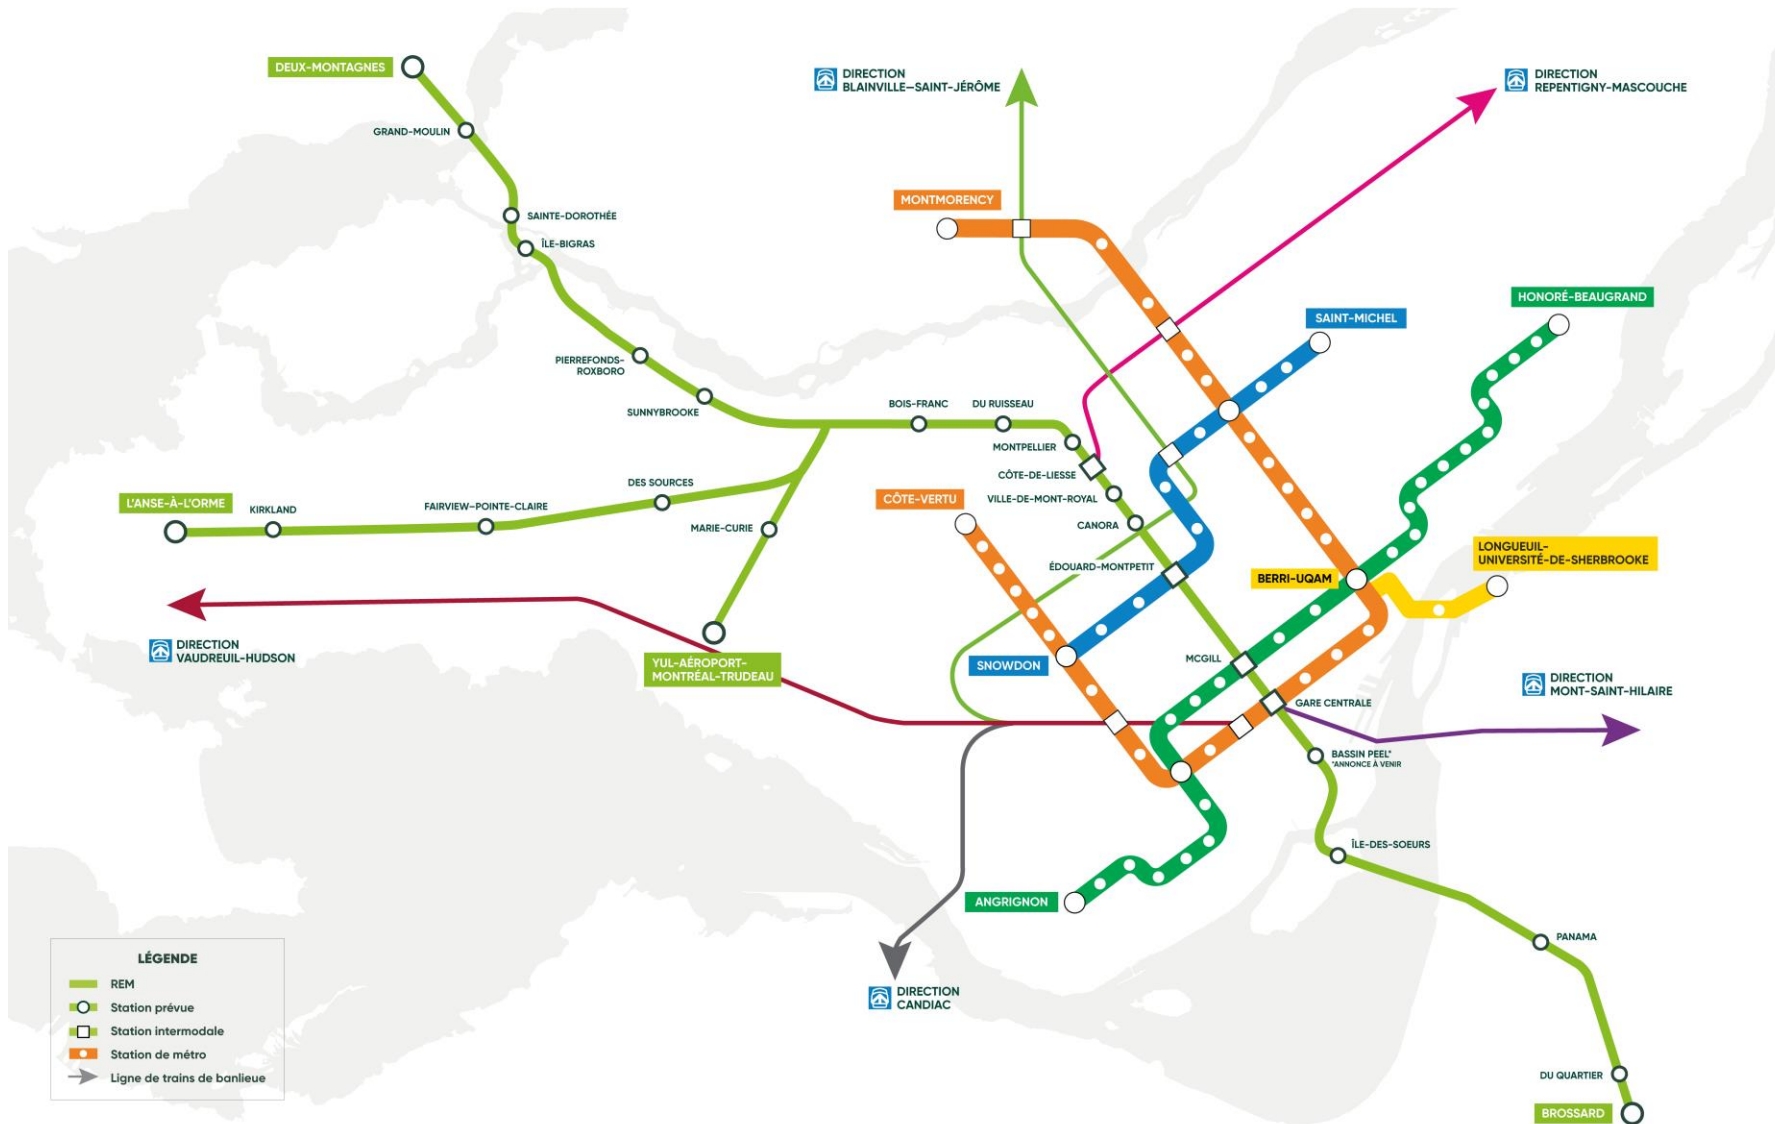 DEUX-MONTAGNES
GRAND-MOULIN
SAINTE-DOROTHÉE
ÎLE-BIGRAS
PIERREFONDS-
ROXBORO
SUNNYBROOKE
BOIS-FRANC
DU RUISSEAU
MONTPELLIER
CÔTE-DE-LIESSE
VILLE-DE-MONT-ROYAL
CANORA
ÉDOUARD-MONTPETIT
MCGILL
GARE CENTRALE
BASSIN PEEL*
*ANNONCE À VENIR
ÎLE-DES-SOEURS
PANAMA
DU QUARTIER
BROSSARD
L'ANSE-À-L'ORME
KIRKLAND
FAIRVIEW–POINTE-CLAIRE
DES SOURCES
MARIE-CURIE
YUL-AÉROPORT-
MONTRÉAL-TRUDEAU
DIRECTION
VAUDREUIL-HUDSON
DIRECTION
BLAINVILLE–SAINT-JÉRÔME
DIRECTION
REPENTIGNY-MASCOUCHE
MONTMORENCY
SAINT-MICHEL
HONORÉ-BEAUGRAND
CÔTE-VERTU
SNOWDON
BERRI-UQAM
LONGUEUIL-
UNIVERSITÉ-DE-SHERBROOKE
DIRECTION
MONT-SAINT-HILAIRE
ANGRIGNON
DIRECTION
CANDIAC
LÉGENDE
REM
Station prévue
Station intermodale
Station de métro
Ligne de trains de banlieue